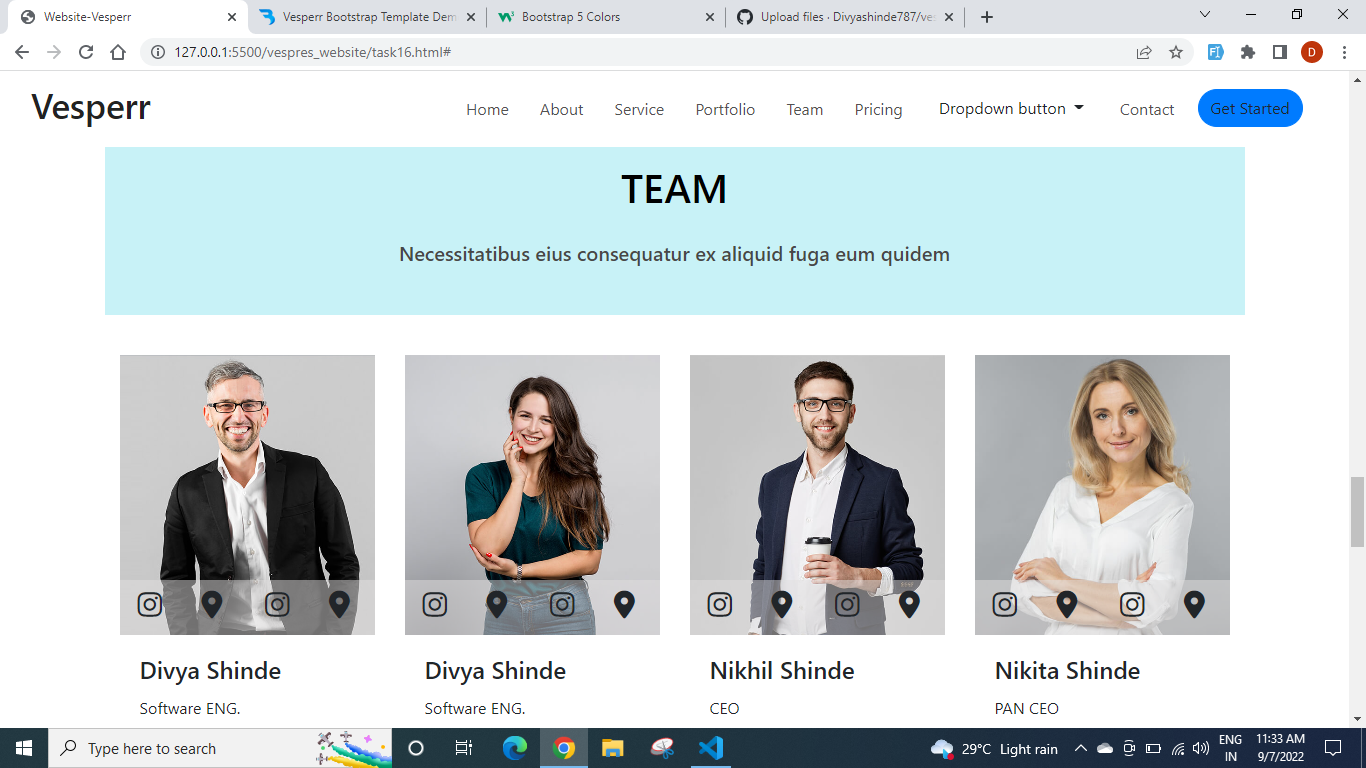 Website-Vesperr
Vesperr Bootstrap Template Dem
Bootstrap 5 Colors
Upload files · Divyashinde787/ves
127.0.0.1:5500/vespres_website/task16.html#
D
Vesperr
Home
About
Service
Portfolio
Team
Pricing
Dropdown button
Contact
Get Started
TEAM
Necessitatibus eius consequatur ex aliquid fuga eum quidem
Divya Shinde
Software ENG.
Divya Shinde
Software ENG.
Nikhil Shinde
CEO
Nikita Shinde
PAN CEO
Type here to search
29°C Light rain
ENG
IN
11:33 AM
9/7/2022